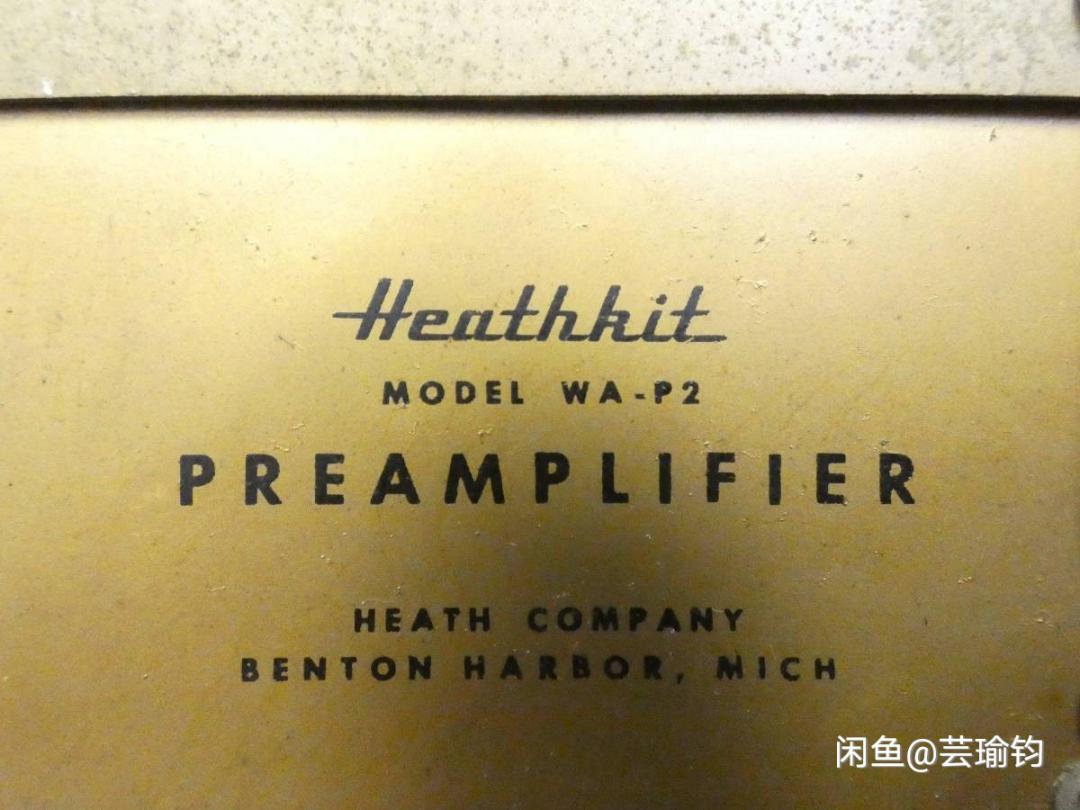 Heathkit
MODEL WA-P2
PREAMPLIFIER
HEATH COMPANY
BENTON HARBOR, MICH
闲鱼@芸瑜钧